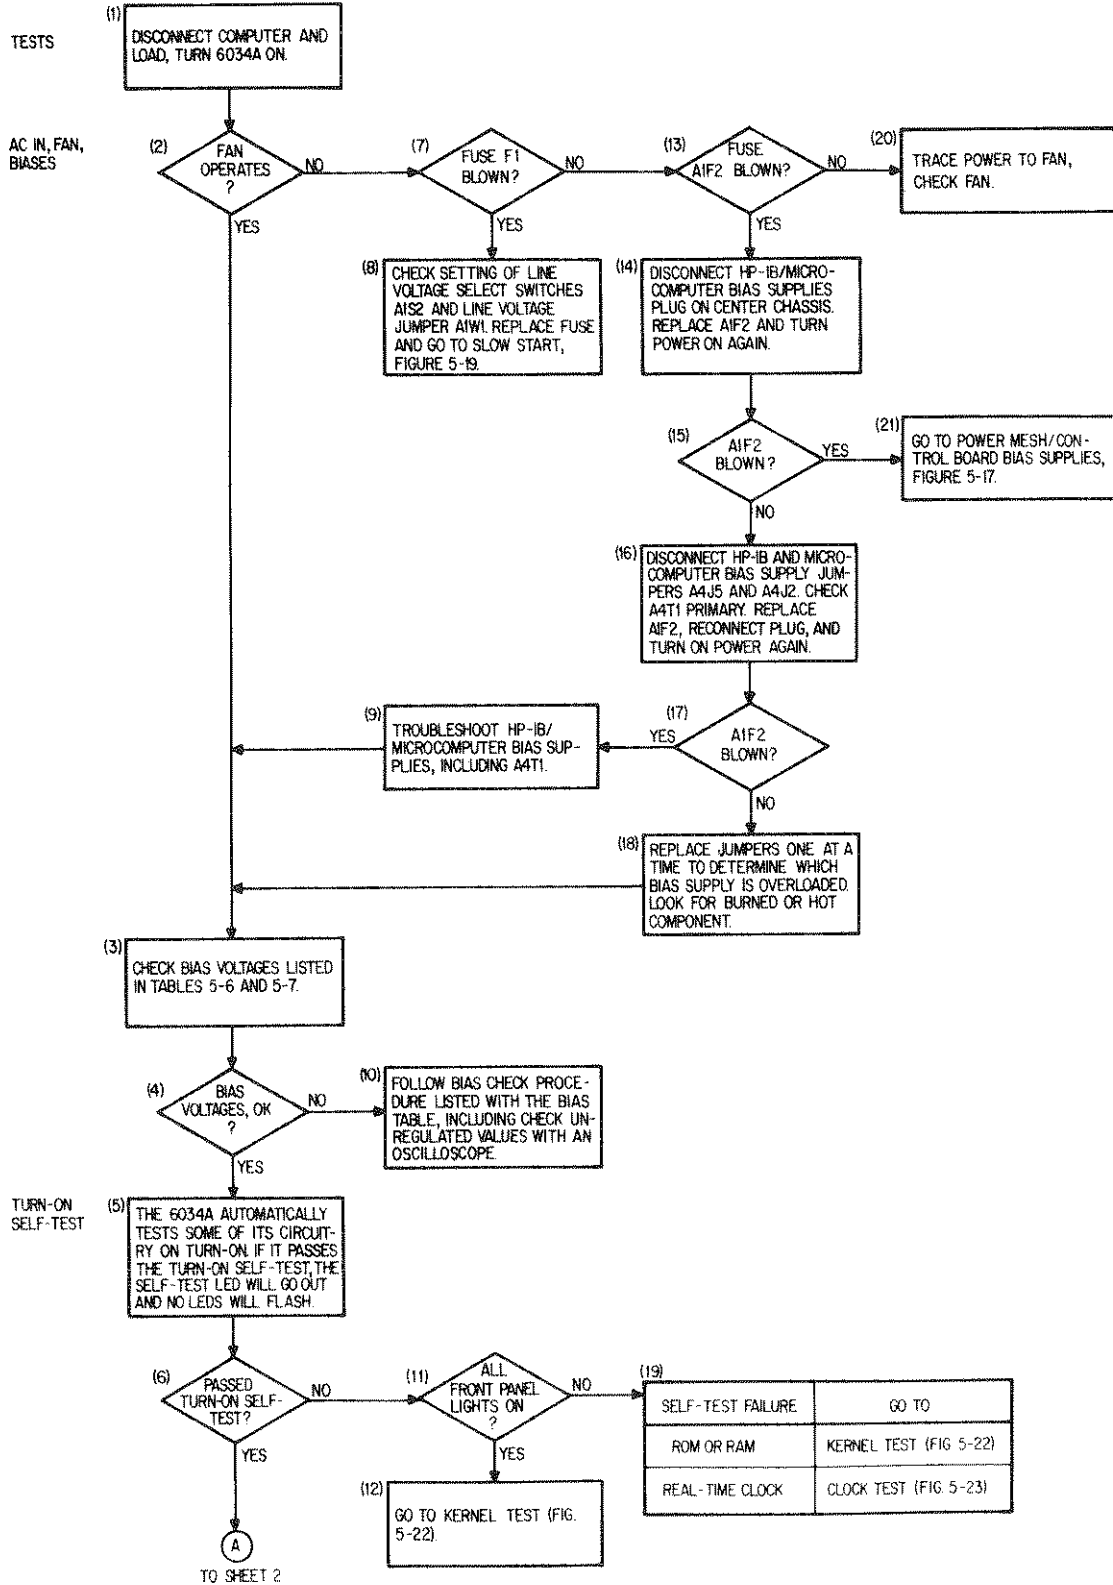 TESTS
(1)
DISCONNECT COMPUTER AND
LOAD, TURN 6034A ON.
AC IN, FAN,
BIASES
(2)
FAN
OPERATES
?
NO
YES
(7)
FUSE F1
BLOWN?
NO
YES
(13)
FUSE
A1F2 BLOWN?
NO
YES
(20)
TRACE POWER TO FAN,
CHECK FAN.
(8)
CHECK SETTING OF LINE
VOLTAGE SELECT SWITCHES
A1S2 AND LINE VOLTAGE
JUMPER A1W1. REPLACE FUSE
AND GO TO SLOW START,
FIGURE 5-19.
(14)
DISCONNECT HP-IB/MICRO-
COMPUTER BIAS SUPPLIES
PLUG ON CENTER CHASSIS.
REPLACE A1F2 AND TURN
POWER ON AGAIN.
(15)
A1F2
BLOWN?
YES
NO
(21)
GO TO POWER MESH/CON-
TROL BOARD BIAS SUPPLIES,
FIGURE 5-17.
(16)
DISCONNECT HP-IB AND MICRO-
COMPUTER BIAS SUPPLY JUM-
PERS A4J5 AND A4J2. CHECK
A4T1 PRIMARY. REPLACE
A1F2, RECONNECT PLUG, AND
TURN ON POWER AGAIN.
(9)
TROUBLESHOOT HP-IB/
MICROCOMPUTER BIAS SUP-
PLIES, INCLUDING A4T1.
(17)
A1F2
BLOWN?
YES
NO
(18)
REPLACE JUMPERS ONE AT A
TIME TO DETERMINE WHICH
BIAS SUPPLY IS OVERLOADED.
LOOK FOR BURNED OR HOT
COMPONENT.
(3)
CHECK BIAS VOLTAGES LISTED
IN TABLES 5-6 AND 5-7.
(4)
BIAS
VOLTAGES, OK
?
NO
YES
(10)
FOLLOW BIAS CHECK PROCE-
DURE LISTED WITH THE BIAS
TABLE, INCLUDING CHECK UN-
REGULATED VALUES WITH AN
OSCILLOSCOPE.
TURN-ON
SELF-TEST
(5)
THE 6034A AUTOMATICALLY
TESTS SOME OF ITS CIRCUIT-
RY ON TURN-ON. IF IT PASSES
THE TURN-ON SELF-TEST, THE
SELF-TEST LED WILL GO OUT
AND NO LEDS WILL FLASH.
(6)
PASSED
TURN-ON SELF-
TEST?
NO
YES
(11)
ALL
FRONT PANEL
LIGHTS ON
?
NO
YES
(19)
SELF-TEST FAILURE GO TO
ROM OR RAM KERNEL TEST (FIG 5-22)
REAL-TIME CLOCK CLOCK TEST (FIG. 5-23)
(12)
GO TO KERNEL TEST (FIG.
5-22).
A
TO SHEET 2